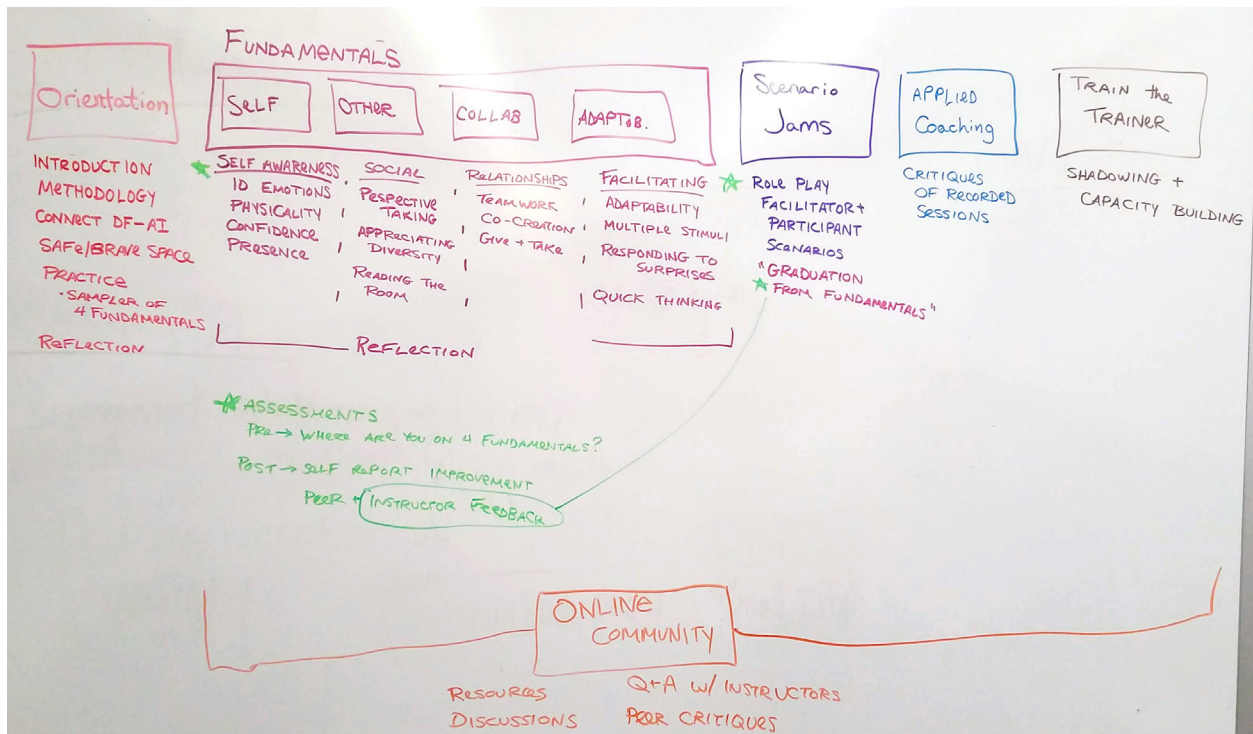 Orientation
INTRODUCTION
METHODOLOGY
CONNECT DF-AI
SAFE/BRAVE SPACE
PRACTICE
• SAMPLER OF
4 FUNDAMENTALS
REFLECTION
FUNDAMENTALS
SELF
SELF AWARENESS
ID EMOTIONS
PHYSICALITY
CONFIDENCE
PRESENCE
OTHER
SOCIAL
PESPECTIVE
TAKING
APPRECIATING
DIVERSITY
READING THE
ROOM
COLLAB
RELATIONSHIPS
TEAMWORK
CO-CREATION
GIVE + TAKE
ADAPTAB.
FACILITATING
ADAPTABILITY
MULTIPLE STIMULI
RESPONDING TO
SURPRISES
QUICK THINKING
REFLECTION
Scenario
Jams
ROLE PLAY
FACILITATOR +
PARTICIPANT
SCENARIOS
"GRADUATION
FROM FUNDAMENTALS"
APPLIED
Coaching
CRITIQUES
OF RECORDED
SESSIONS
TRAIN the
TRAINER
SHADOWING +
CAPACITY BUILDING
ASSESSMENTS
PRE → WHERE ARE YOU ON 4 FUNDAMENTALS?
POST → SELF REPORT IMPROVEMENT
PEER + INSTRUCTOR FEEDBACK
ONLINE
COMMUNITY
RESOURCES
DISCUSSIONS
Q+A W/ INSTRUCTORS
PEER CRITIQUES